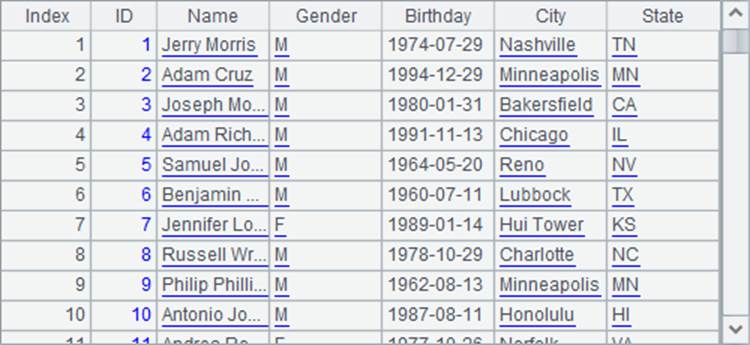 Index ID Name Gender Birthday City State
1 1 Jerry Morris M 1974-07-29 Nashville TN
2 2 Adam Cruz M 1994-12-29 Minneapolis MN
3 3 Joseph Mo... M 1980-01-31 Bakersfield CA
4 4 Adam Rich... M 1991-11-13 Chicago IL
5 5 Samuel Jo... M 1964-05-20 Reno NV
6 6 Benjamin ... M 1960-07-11 Lubbock TX
7 7 Jennifer Lo... F 1989-01-14 Hui Tower KS
8 8 Russell Wr... M 1978-10-29 Charlotte NC
9 9 Philip Philli... M 1962-08-13 Minneapolis MN
10 10 Antonio Jo... M 1987-08-11 Honolulu HI
11 11 F 1977-10-26 Norfolk VA